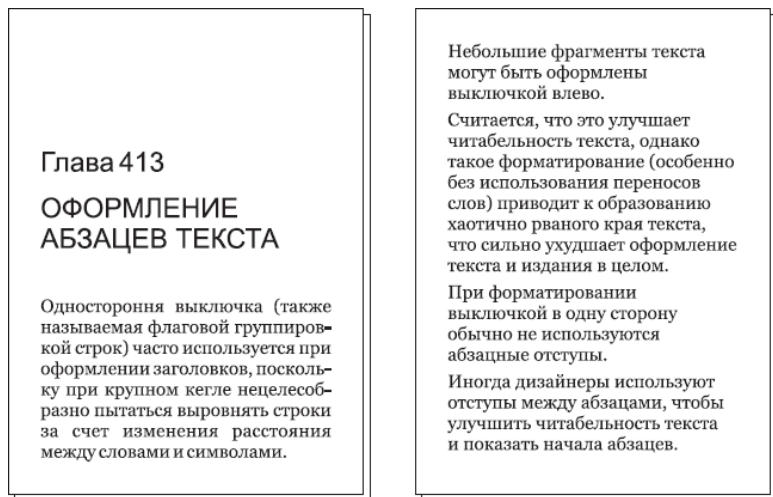 Глава 413
ОФОРМЛЕНИЕ
АБЗАЦЕВ ТЕКСТА
Одностороння выключка (также
называемая флаговой группиров-
кой строк) часто используется при
оформлении заголовков, посколь-
ку при крупном кегле нецелесоб-
разно пытаться выровнять строки
за счет изменения расстояния
между словами и символами.
Небольшие фрагменты текста
могут быть оформлены
выключкой влево.
Считается, что это улучшает
читабельность текста, однако
такое форматирование (особенно
без использования переносов
слов) приводит к образованию
хаотично рваного края текста,
что сильно ухудшает оформление
текста и издания в целом.
При форматировании
выключкой в одну сторону
обычно не используются
абзацные отступы.
Иногда дизайнеры используют
отступы между абзацами, чтобы
улучшить читабельность текста
и показать начала абзацев.